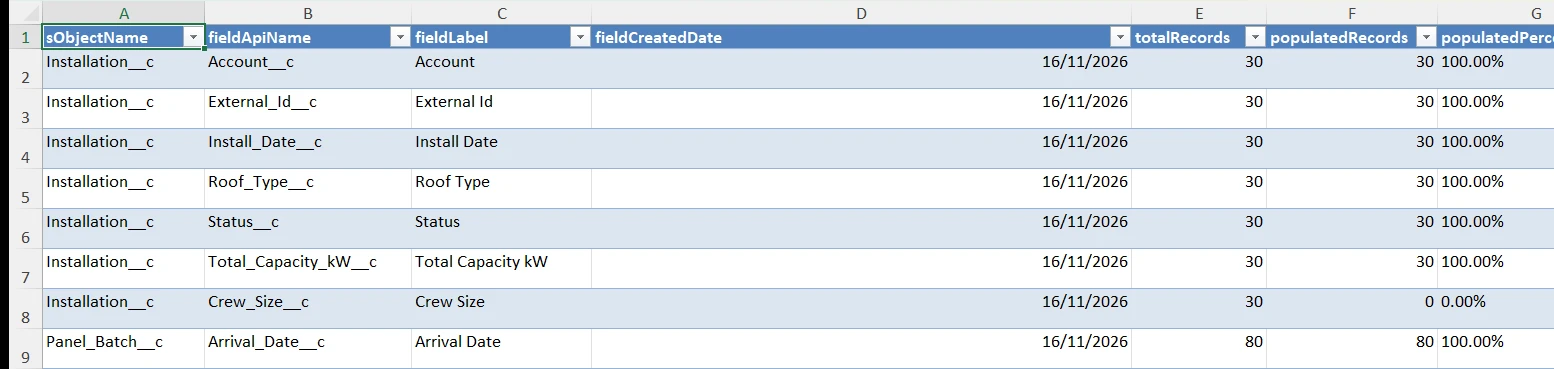 A B C D E F G
1 sObjectName fieldApiName fieldLabel fieldCreatedDate totalRecords populatedRecords populatedPerc
2 Installation__c Account__c Account 16/11/2026 30 30 100.00%
3 Installation__c External_Id__c External Id 16/11/2026 30 30 100.00%
4 Installation__c Install_Date__c Install Date 16/11/2026 30 30 100.00%
5 Installation__c Roof_Type__c Roof Type 16/11/2026 30 30 100.00%
6 Installation__c Status__c Status 16/11/2026 30 30 100.00%
7 Installation__c Total_Capacity_kW__c Total Capacity kW 16/11/2026 30 30 100.00%
8 Installation__c Crew_Size__c Crew Size 16/11/2026 30 0 0.00%
9 Panel_Batch__c Arrival_Date__c Arrival Date 16/11/2026 80 80 100.00%